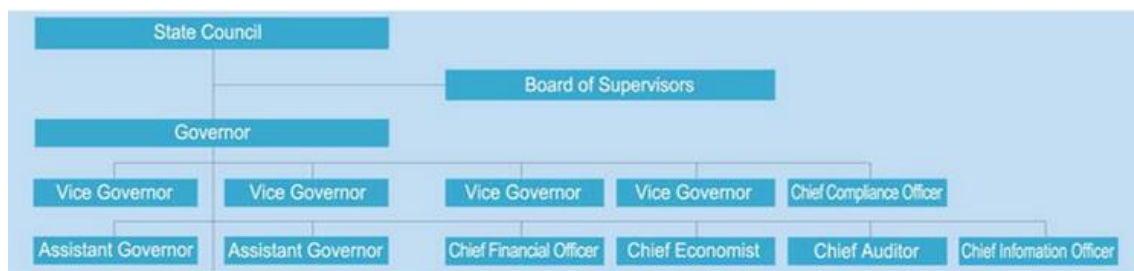 State Council
Board of Supervisors
Governor
Vice Governor
Vice Governor
Vice Governor
Vice Governor
Chief Compliance Officer
Assistant Governor
Assistant Governor
Chief Financial Officer
Chief Economist
Chief Auditor
Chief Infomation Officer